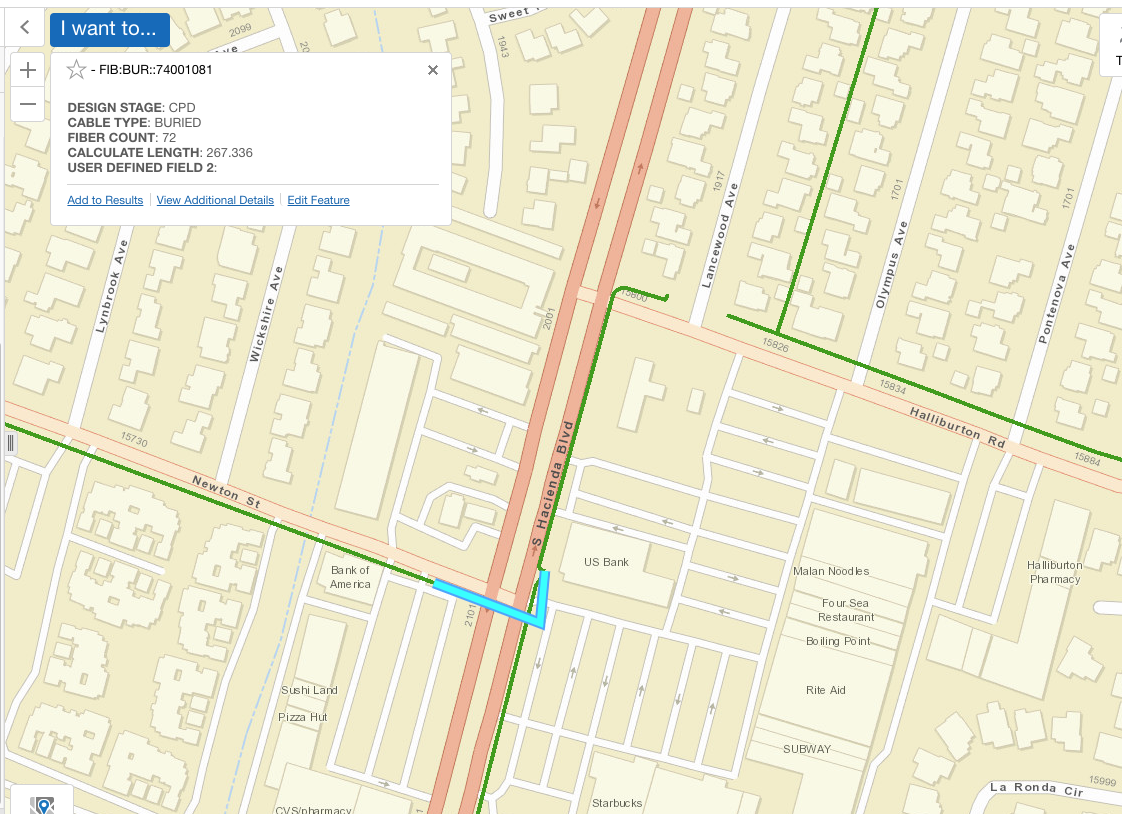 I want to...
- FIB:BUR::74001081
DESIGN STAGE: CPD
CABLE TYPE: BURIED
FIBER COUNT: 72
CALCULATE LENGTH: 267.336
USER DEFINED FIELD 2:
Add to Results
View Additional Details
Edit Feature
2099
Ave
20
Sweet
1943
T
1917
Lancewood Ave
1701
Olympus Ave
1701
Pontenova Ave
Lynbrook Ave
Wickshire Ave
2001
15800
15826
15834
Halliburton Rd
15884
15730
Newton St
S Hacienda Blvd
US Bank
Bank of
America
2101
Malan Noodles
Four Sea
Restaurant
Boiling Point
Halliburton
Pharmacy
Rite Aid
Sushi Land
Pizza Hut
SUBWAY
CVS/pharmacy
Starbucks
La Ronda Cir
15999
1